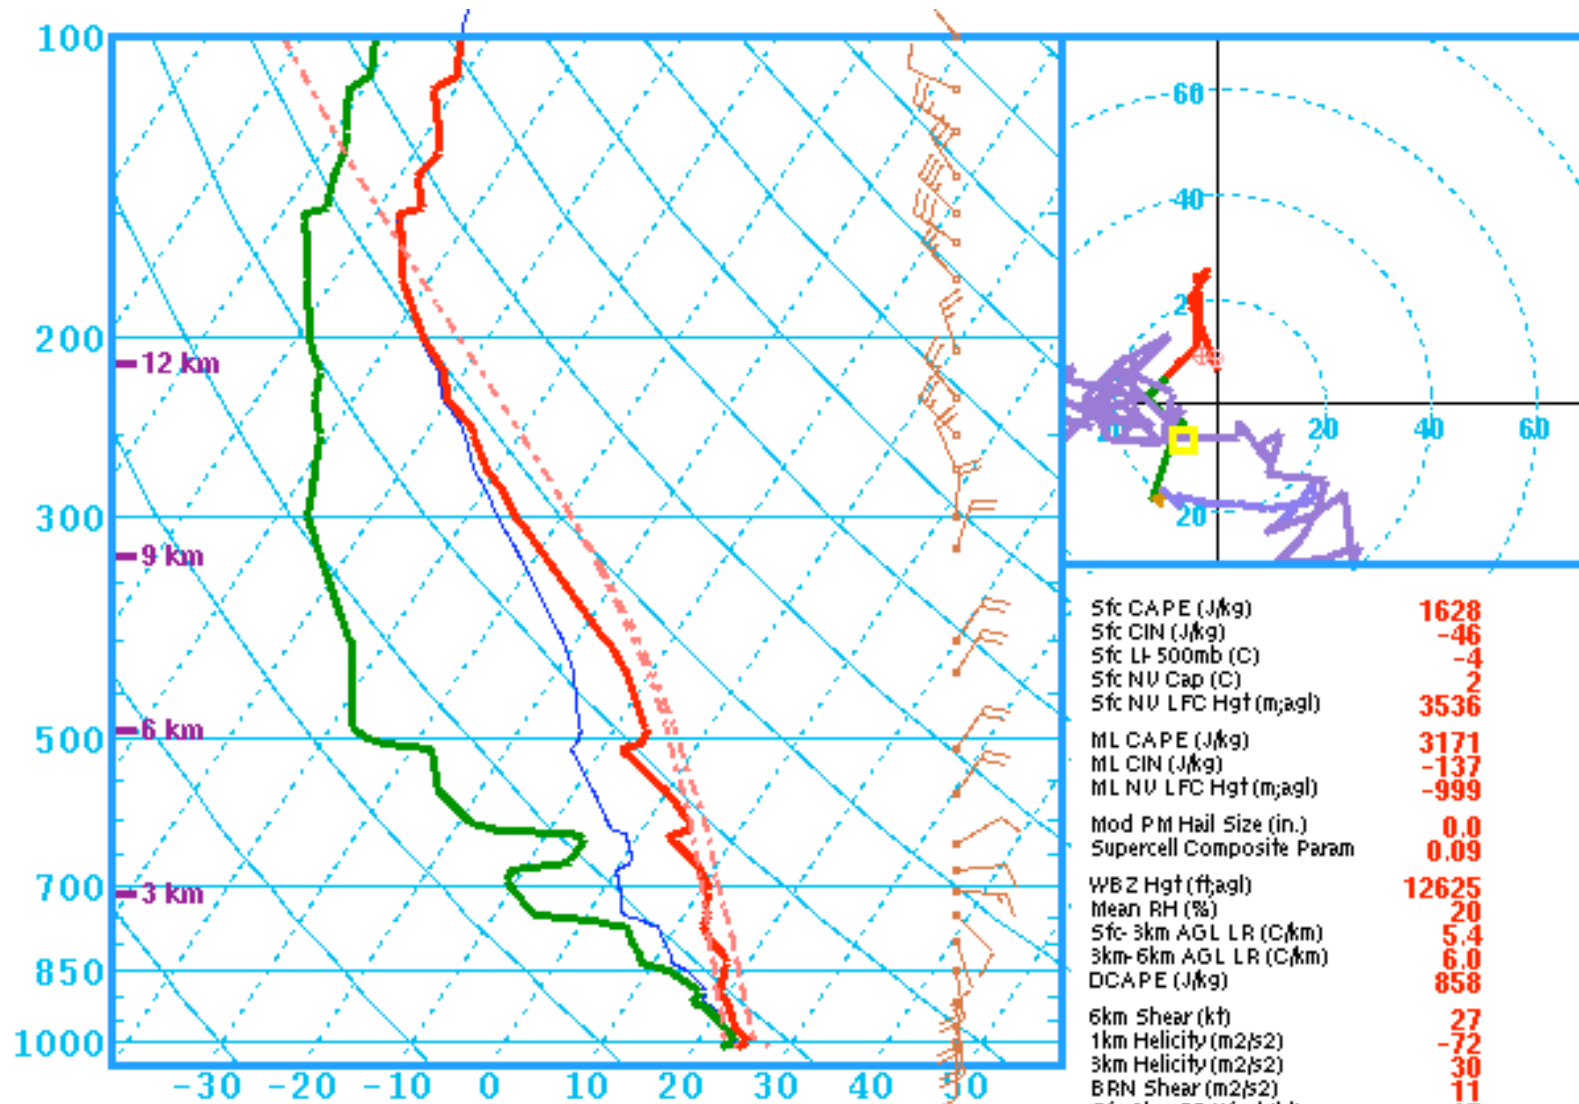 100
200
300
500
700
850
1000
12 km
9 km
6 km
3 km
-30 -20 -10 0 10 20 30 40
60
40
20
20 40 60
20
Sfc CAPE (J/kg) 1628
Sfc CIN (J/kg) -46
Sfc LI-500mb (C) -4
Sfc NV Cap (C) 2
Sfc NV LFC Hgt (m;agl) 3536
ML CAPE (J/kg) 3171
ML CIN (J/kg) -137
ML NV LFC Hgt (m;agl) -999
Mod PM Hail Size (in.) 0.0
Supercell Composite Param 0.09
WBZ Hgt (ft;agl) 12625
Mean RH (%) 20
Sfc-3km AGL LR (C/km) 5.4
3km-6km AGL LR (C/km) 6.0
DCAPE (J/kg) 858
6km Shear (kt) 27
1km Helicity (m2/s2) -72
3km Helicity (m2/s2) 30
BRN Shear (m2/s2) 11